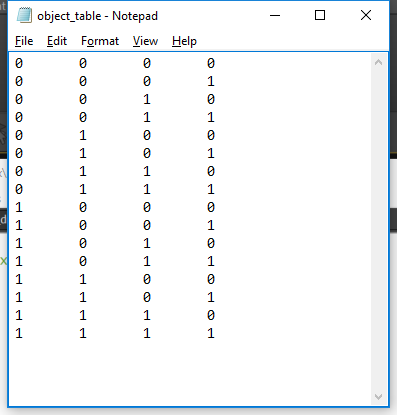 object_table - Notepad
File Edit Format View Help
0 0 0 0
0 0 0 1
0 0 1 0
0 0 1 1
0 1 0 0
0 1 0 1
0 1 1 0
0 1 1 1
1 0 0 0
1 0 0 1
1 0 1 0
1 0 1 1
1 1 0 0
1 1 0 1
1 1 1 0
1 1 1 1